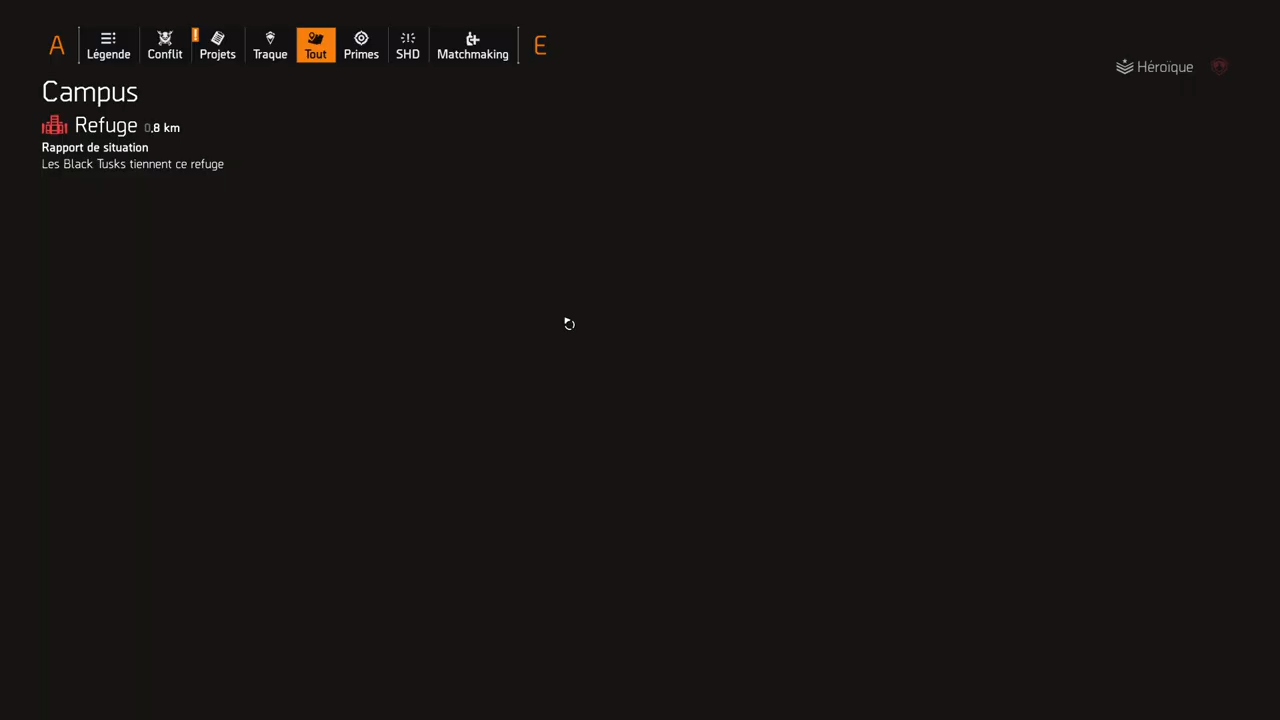 A Légende Conflit Projets Traque Tout Primes SHD Matchmaking E
Héroïque
Campus
Refuge 0.8 km
Rapport de situation
Les Black Tusks tiennent ce refuge